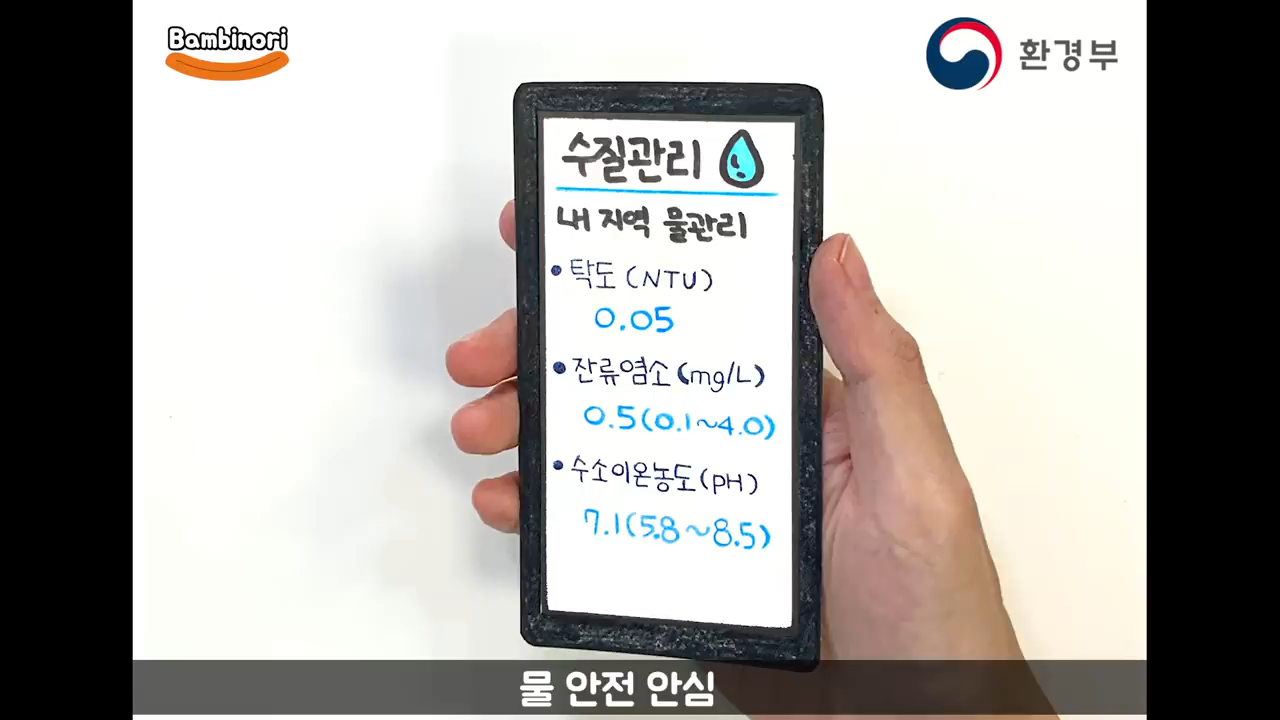 Bambinori
환경부
수질관리
내 지역 물관리
• 탁도(NTU)
0.05
• 잔류염소(mg/L)
0.5(0.1~4.0)
• 수소이온농도(pH)
7.1(5.8~8.5)
물 안전 안심